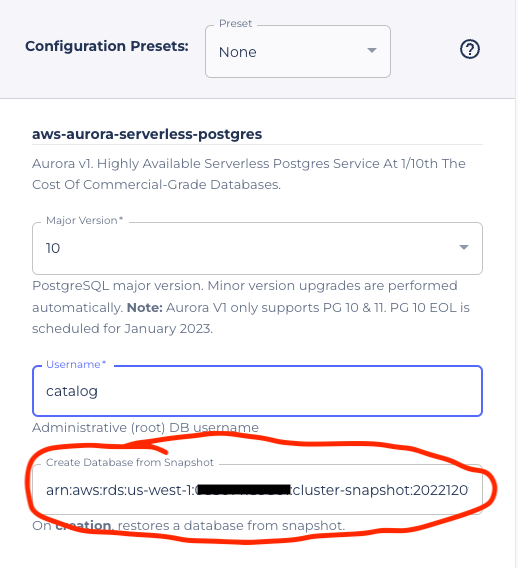 Configuration Presets:
Preset
None
aws-aurora-serverless-postgres
Aurora v1. Highly Available Serverless Postgres Service At 1/10th The
Cost Of Commercial-Grade Databases.
Major Version*
10
PostgreSQL major version. Minor version upgrades are performed
automatically. Note: Aurora V1 only supports PG 10 & 11. PG 10 EOL is
scheduled for January 2023.
Username*
catalog
Administrative (root) DB username
Create Database from Snapshot
arn:aws:rds:us-west-1: :cluster-snapshot:2022120
On creation, restores a database from snapshot.